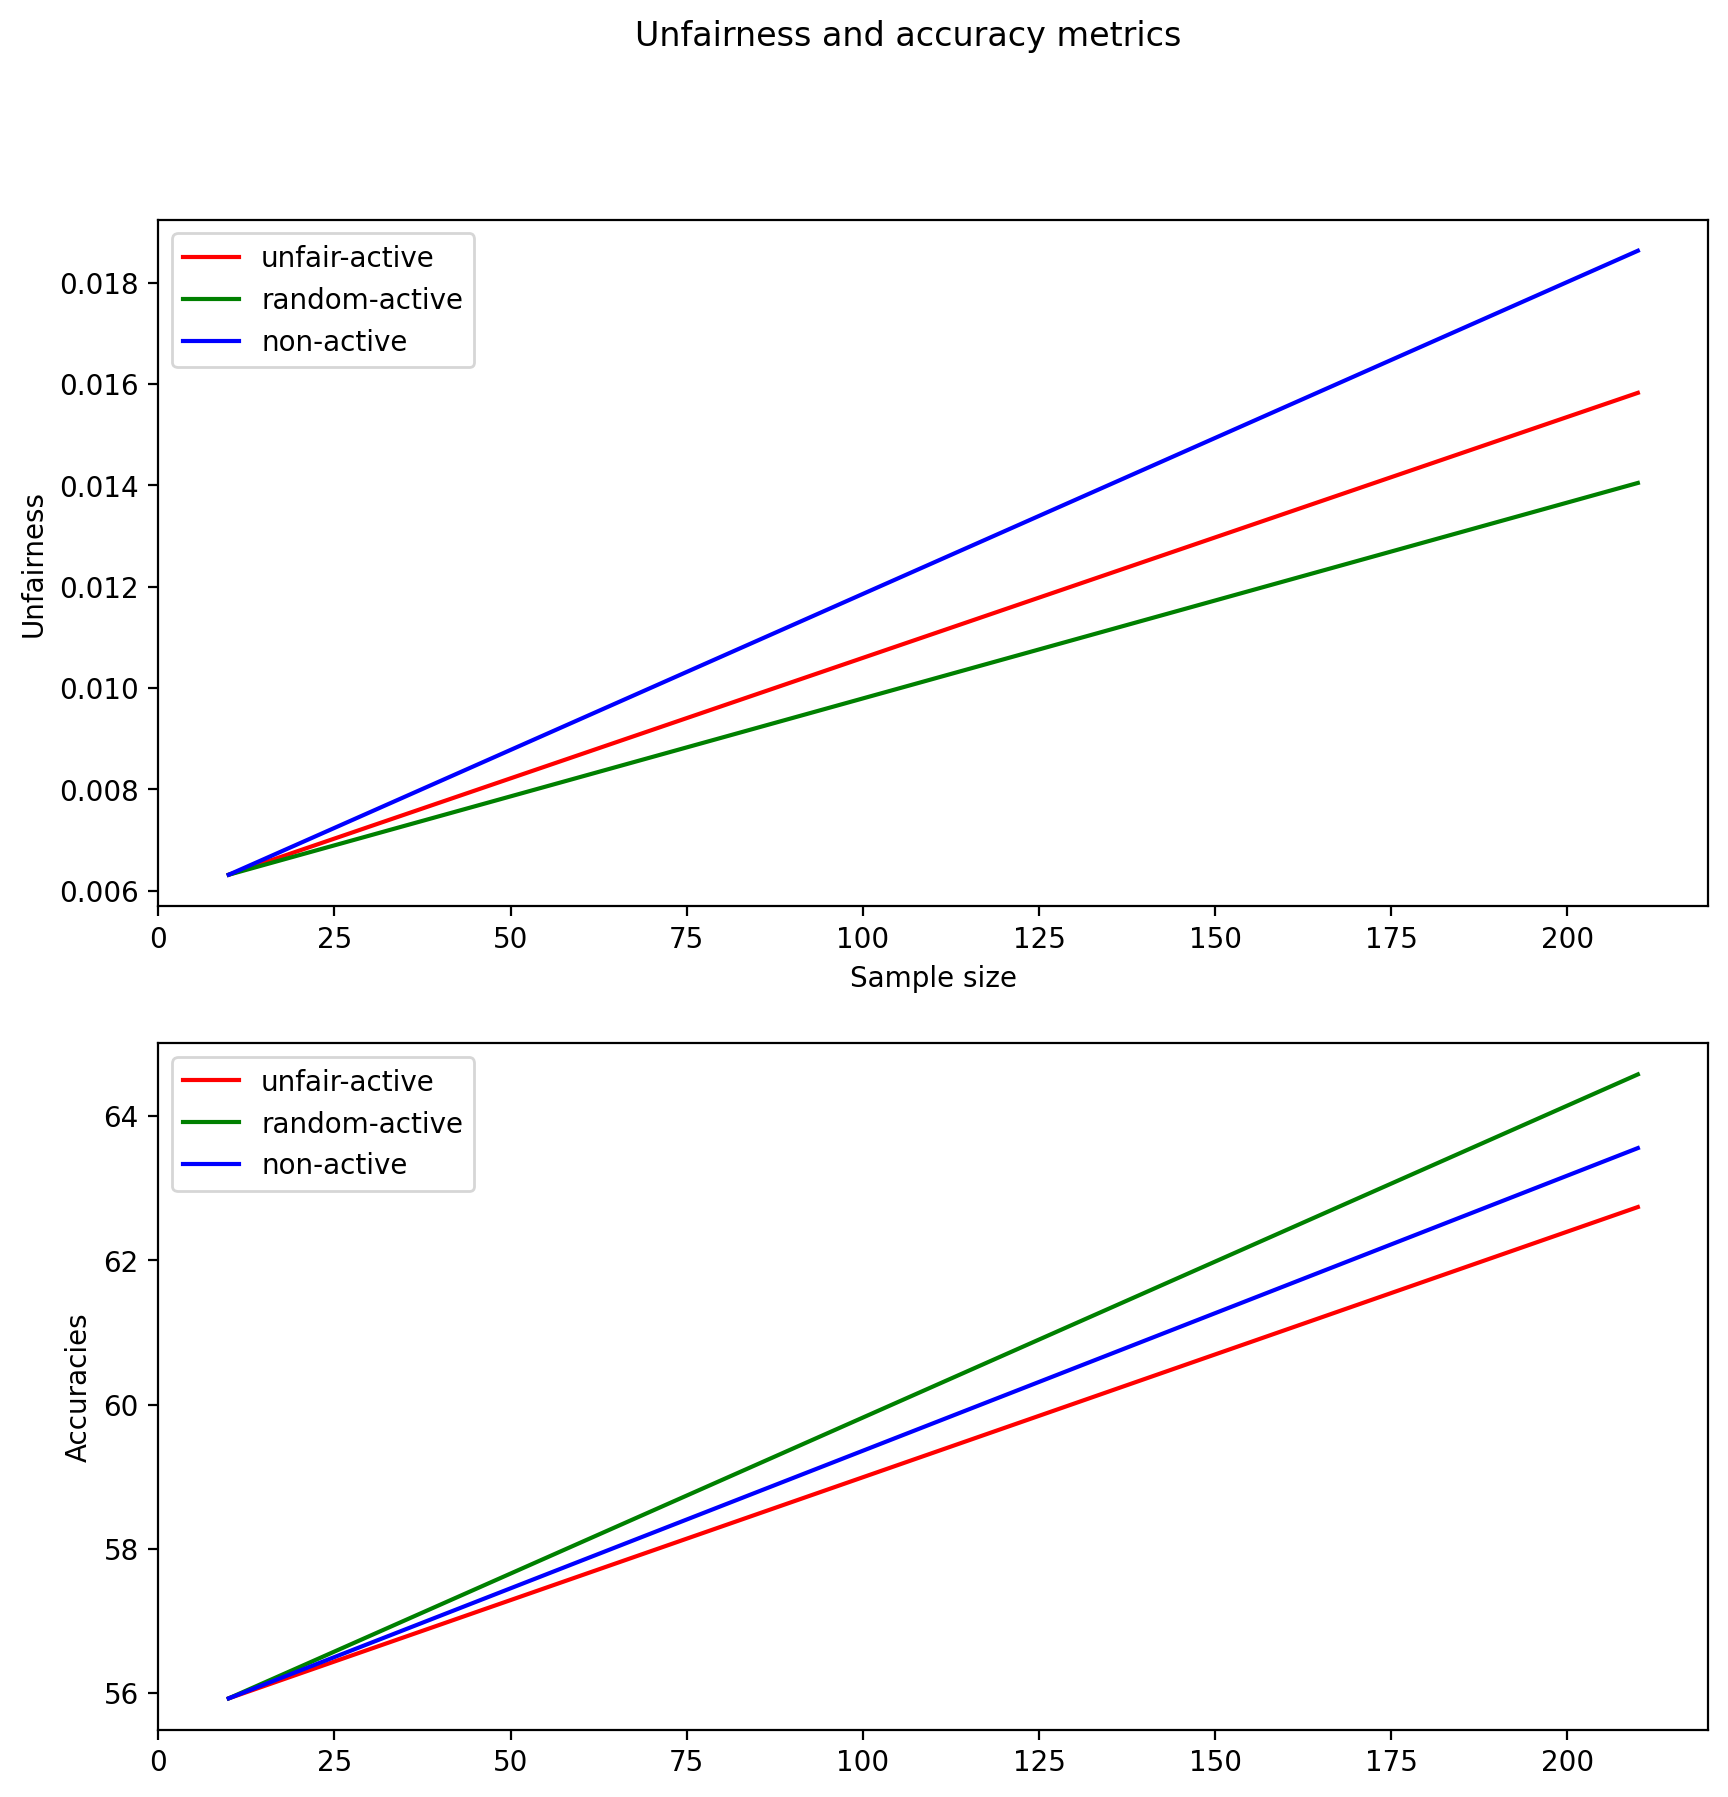 Unfairness and accuracy metrics
unfair-active
random-active
non-active
0.018
0.016
0.014
0.012
0.010
0.008
0.006
Unfairness
0 25 50 75 100 125 150 175 200
Sample size
unfair-active
random-active
non-active
64
62
60
58
56
Accuracies
0 25 50 75 100 125 150 175 200